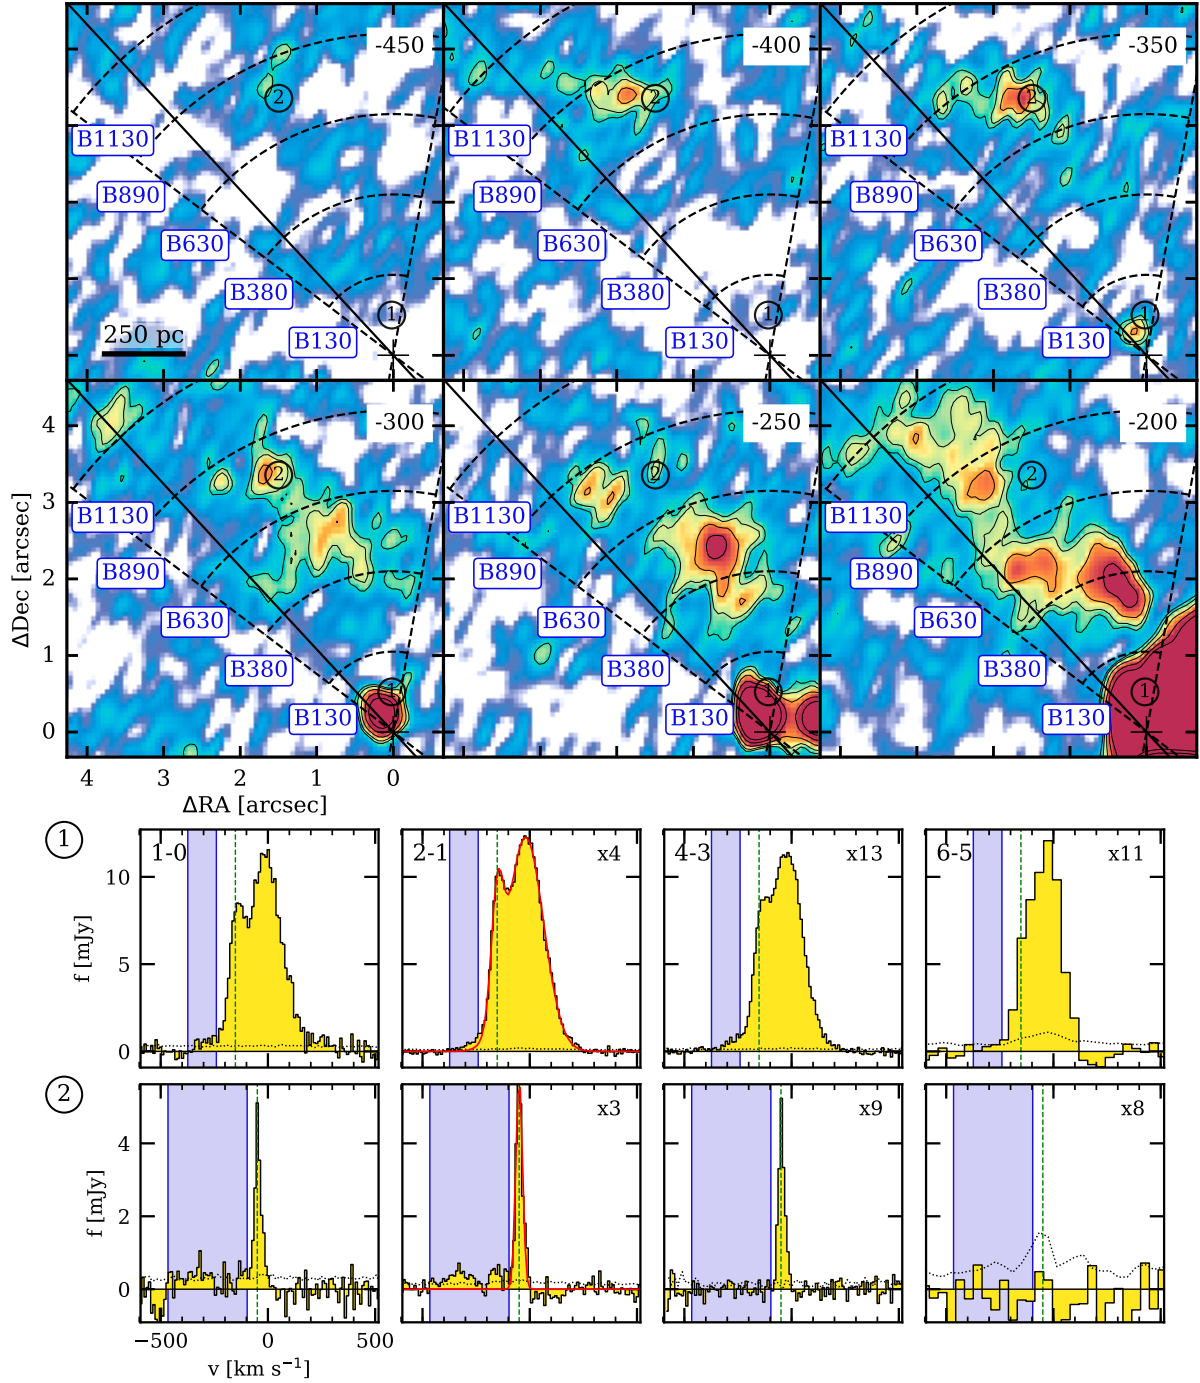 -450
2
B1130
B890
B630
B380
1
B130
250 pc
-400
2
B1130
B890
B630
B380
1
B130
-350
2
B1130
B890
B630
B380
1
B130
-300
2
B1130
B890
B630
B380
1
B130
-250
2
B1130
B890
B630
B380
1
B130
-200
2
B1130
B890
B630
B380
1
B130
4
3
2
1
0
ΔDec [arcsec]
4 3 2 1 0
ΔRA [arcsec]
1
1-0
2-1 x4
4-3 x13
6-5 x11
10
5
0
f [mJy]
2
x3
x9
x8
4
2
0
f [mJy]
−500 0 500
v [km s⁻¹]